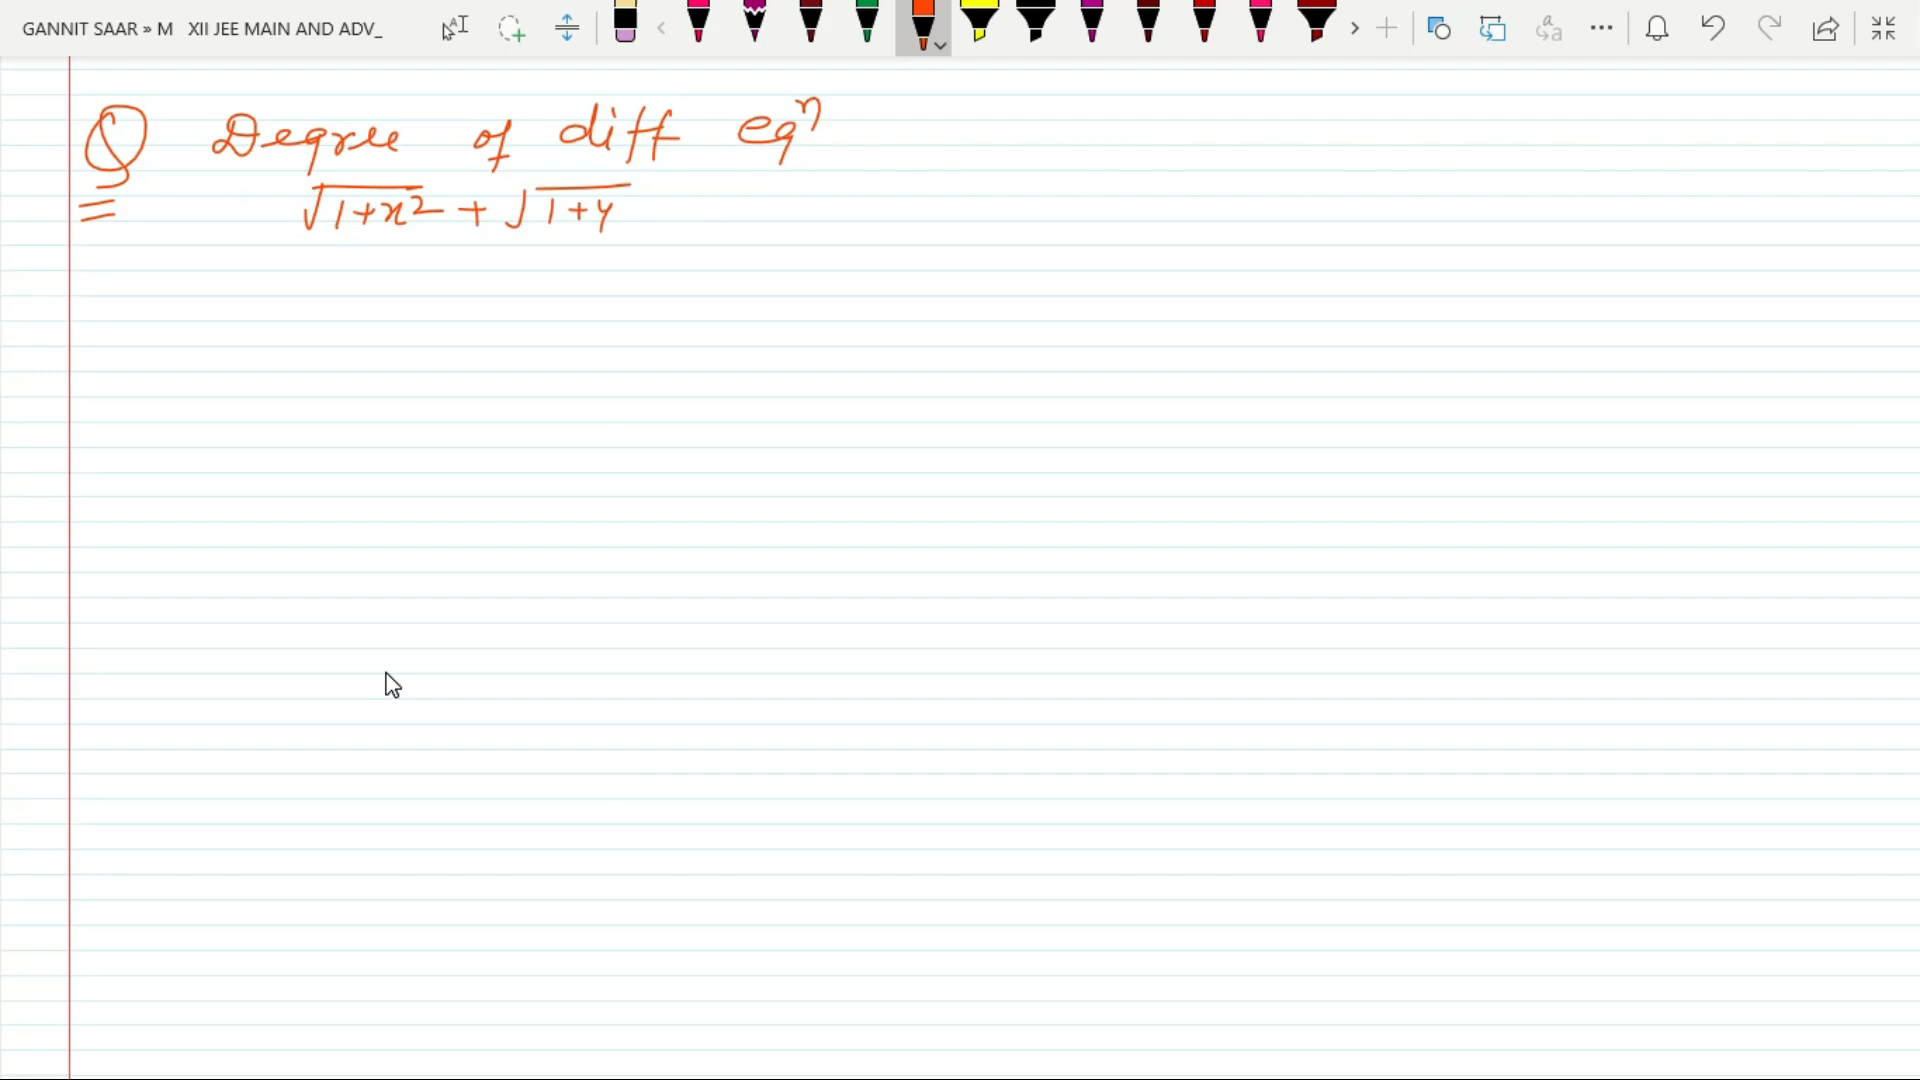 GANNIT SAAR » M XII JEE MAIN AND ADV_
Q Degree of diff eqⁿ
= √1+x² + √1+y